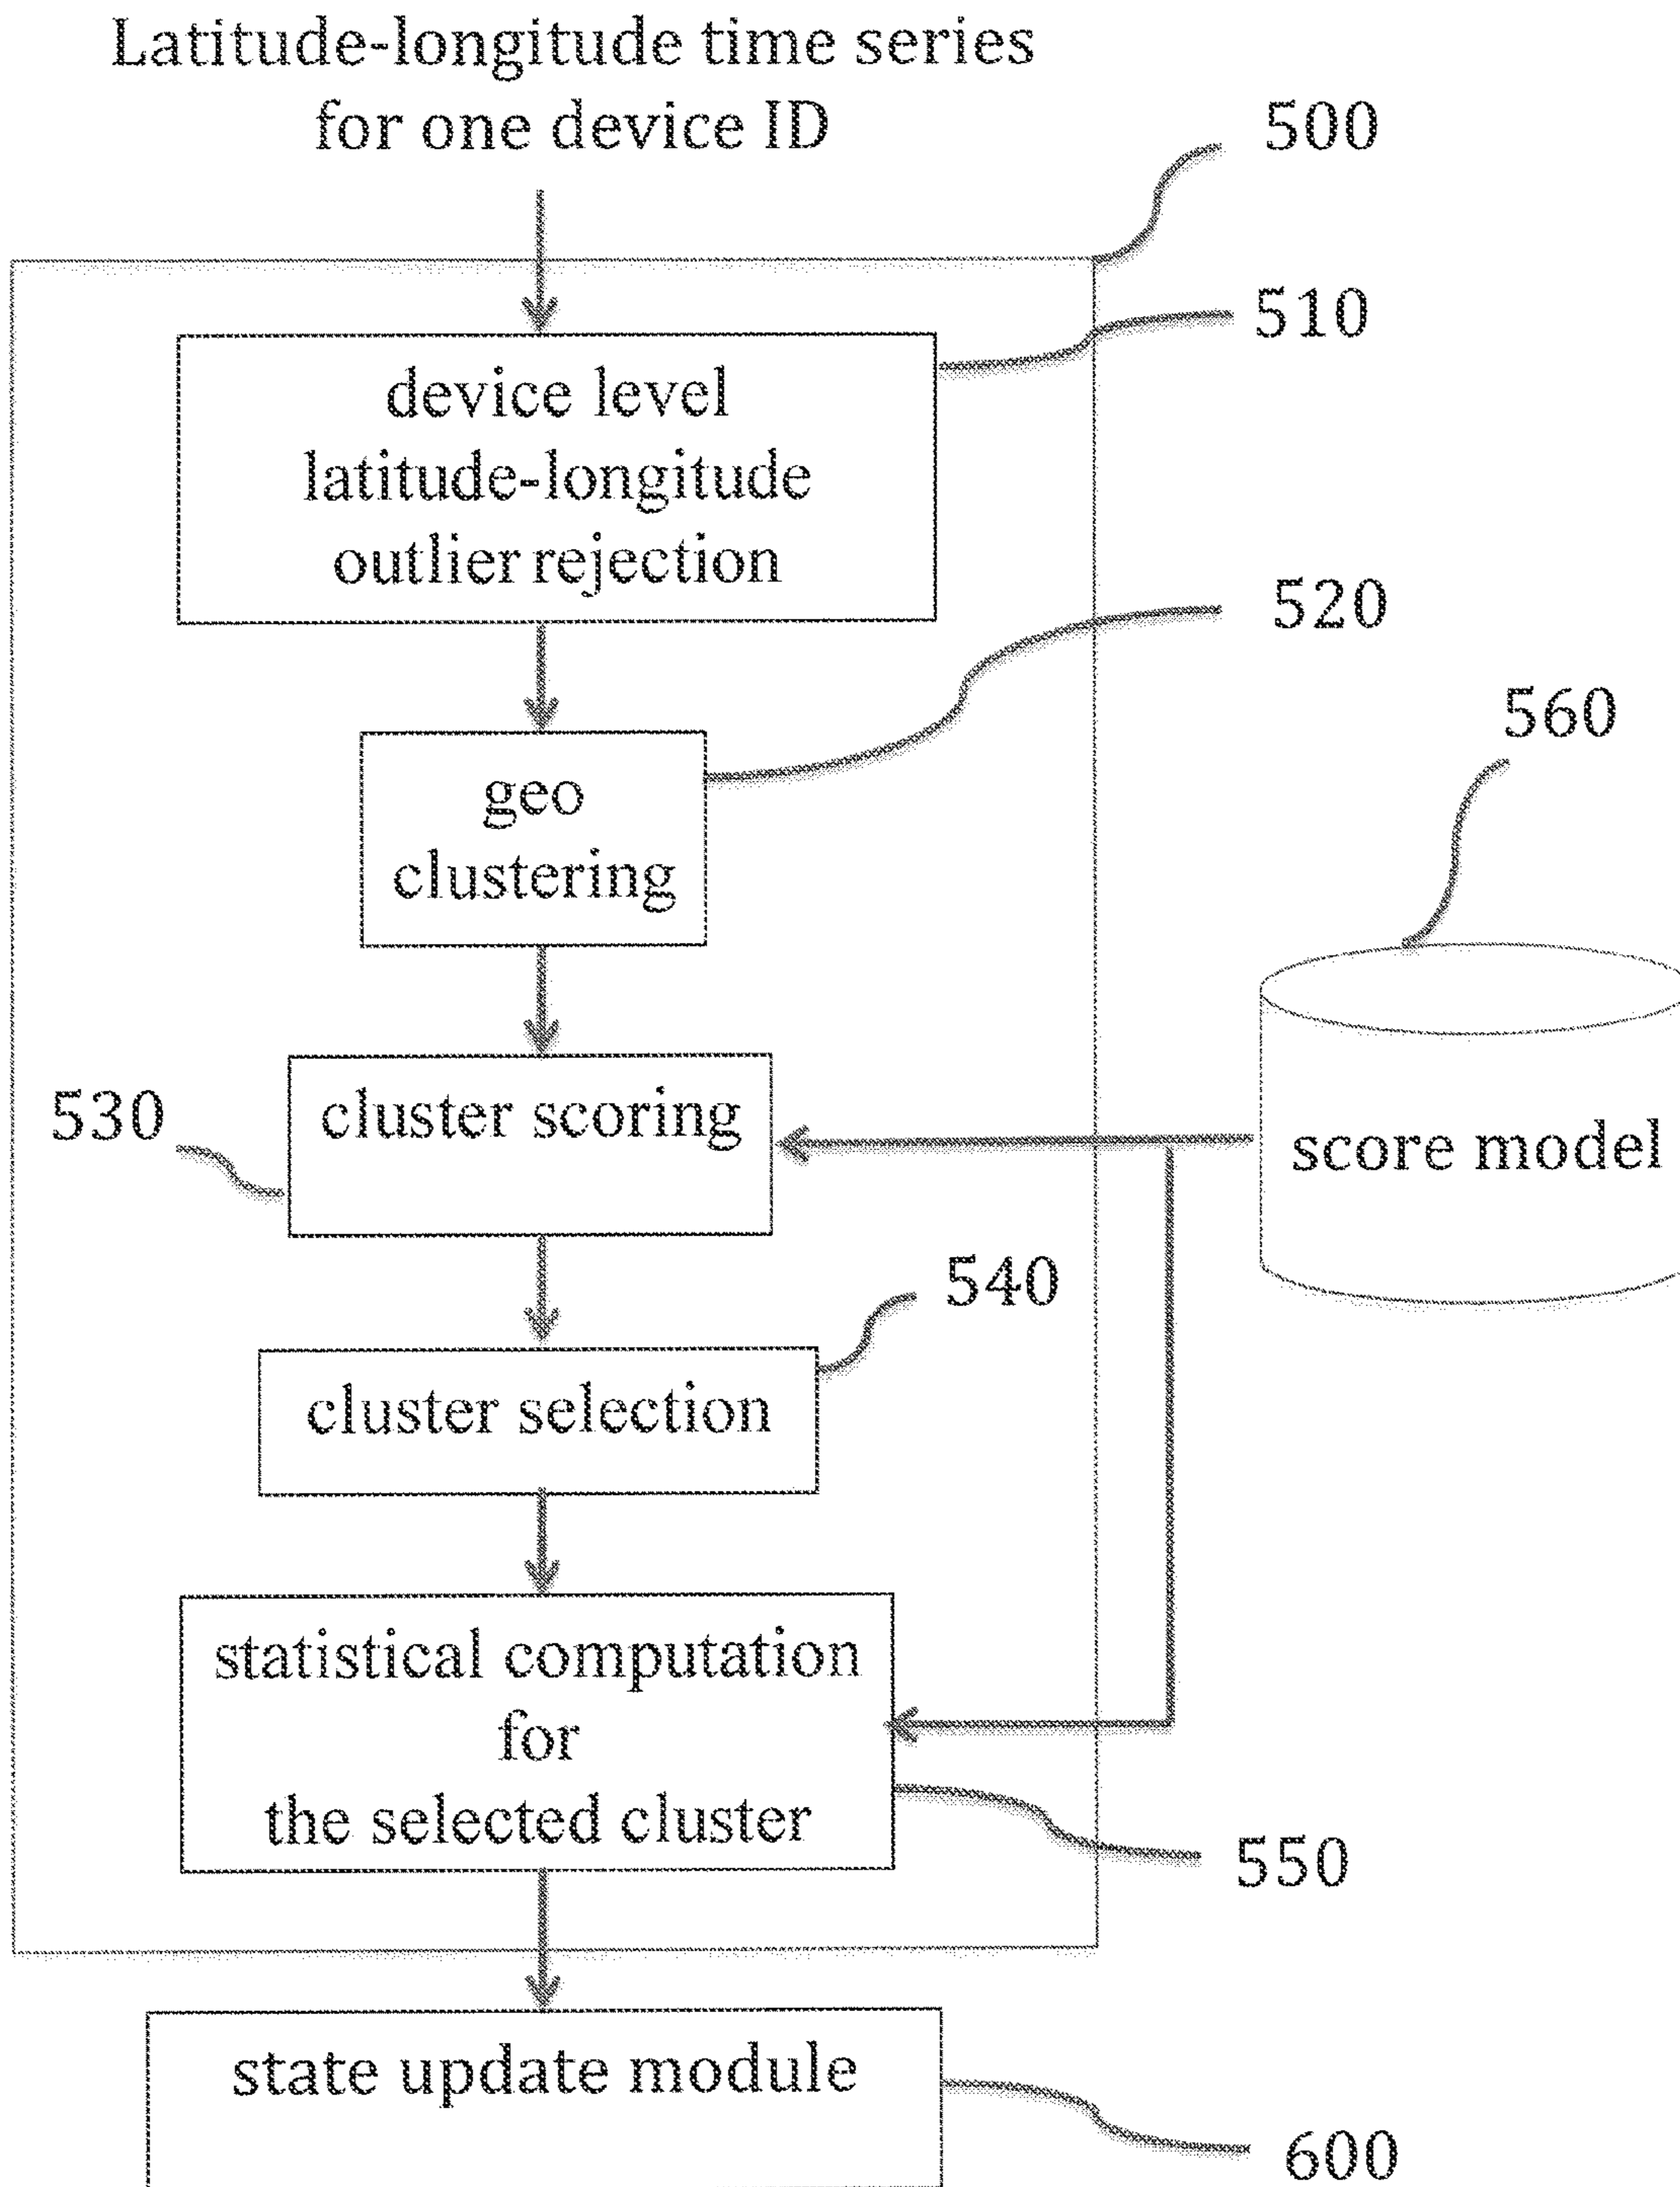 Latitude-longitude time series
for one device ID
500
510
device level
latitude-longitude
outlier rejection
520
geo
clustering
560
530
cluster scoring
score model
540
cluster selection
statistical computation
for
the selected cluster
550
state update module
600